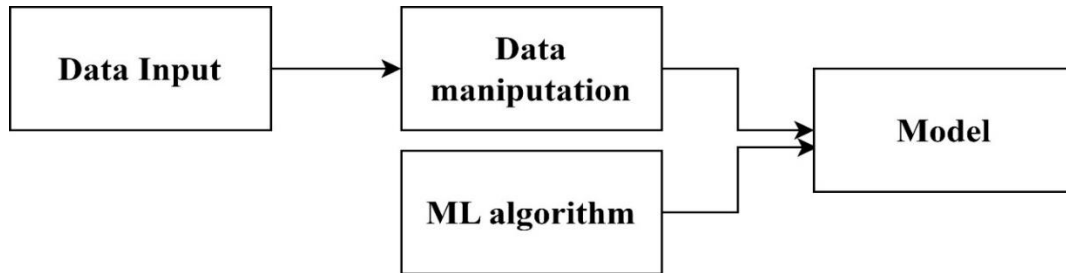 Data Input
Data
maniputation
ML algorithm
Model